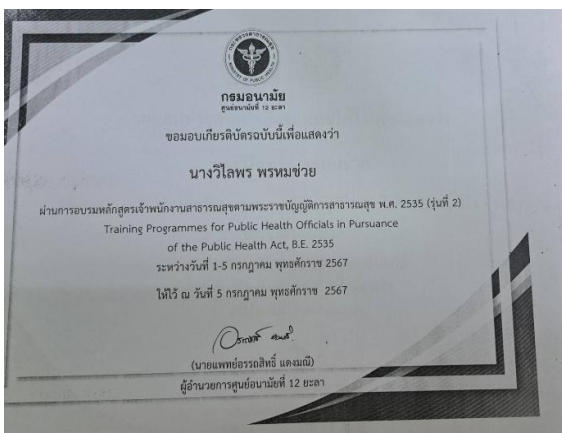 MINISTRY OF PUBLIC HEALTH
กรมอนามัย
ศูนย์อนามัยที่ 12 ยะลา
ขอมอบเกียรติบัตรฉบับนี้เพื่อแสดงว่า
นางวิไลพร พรหมช่วย
ผ่านการอบรมหลักสูตรเจ้าพนักงานสาธารณสุขตามพระราชบัญญัติการสาธารณสุข พ.ศ. 2535 (รุ่นที่ 2)
Training Programmes for Public Health Officials in Pursuance
of the Public Health Act, B.E. 2535
ระหว่างวันที่ 1-5 กรกฎาคม พุทธศักราช 2567
ให้ไว้ ณ วันที่ 5 กรกฎาคม พุทธศักราช 2567
(นายแพทย์อรรถสิทธิ์ แดงมณี)
ผู้อำนวยการศูนย์อนามัยที่ 12 ยะลา